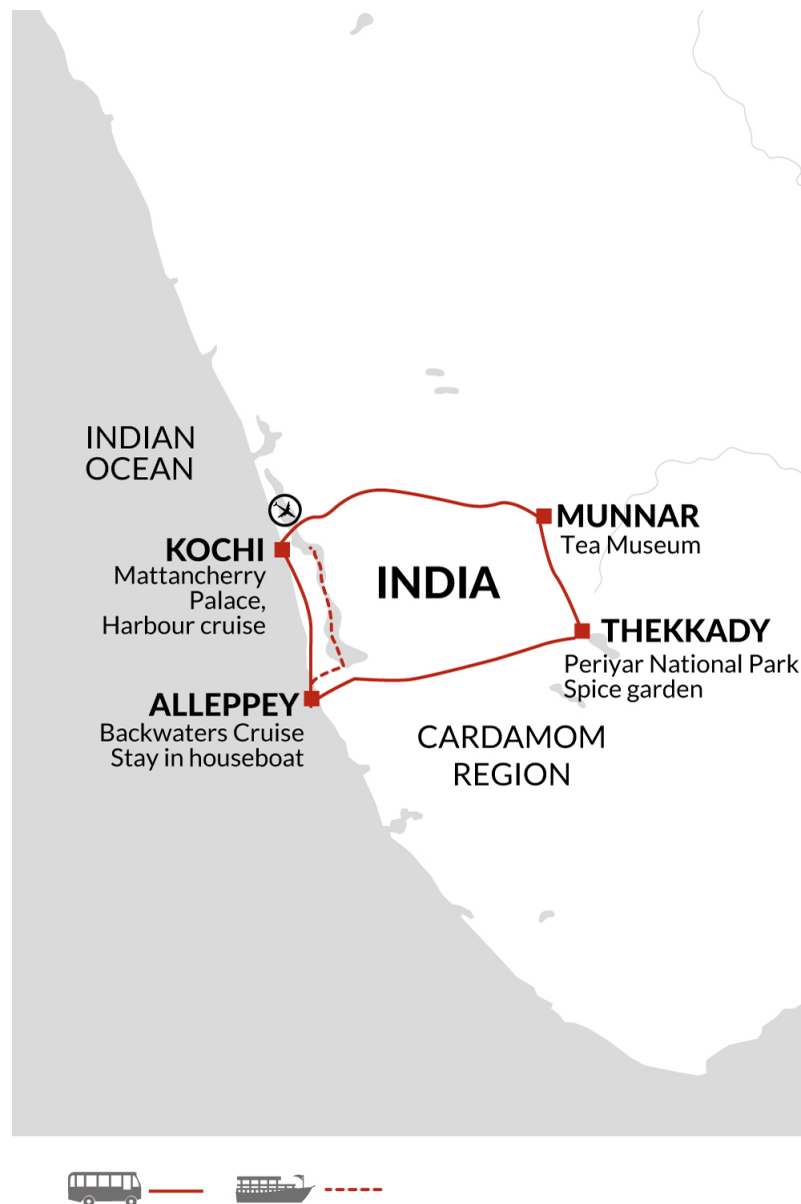 INDIAN
OCEAN
KOCHI
Mattancherry
Palace,
Harbour cruise
INDIA
MUNNAR
Tea Museum
THEKKADY
Periyar National Park
Spice garden
ALLEPPEY
Backwaters Cruise
Stay in houseboat
CARDAMOM
REGION